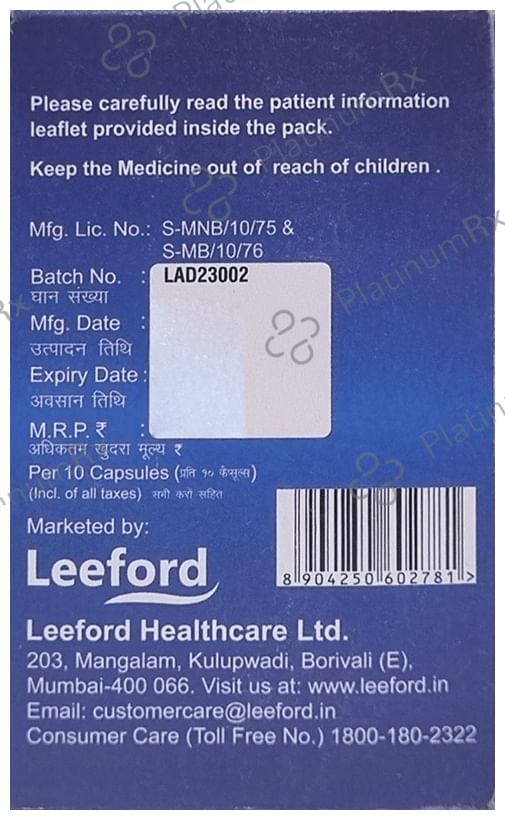 Please carefully read the patient information
leaflet provided inside the pack.
Keep the Medicine out of reach of children .
Mfg. Lic. No.: S-MNB/10/75 &
S-MB/10/76
Batch No. : LAD23002
घान संख्या
Mfg. Date :
उत्पादन तिथि
Expiry Date :
अवसान तिथि
M.R.P. ₹ :
अधिकतम खुदरा मूल्य ₹
Per 10 Capsules (प्रति १० कैप्सूल्स)
(Incl. of all taxes) सभी करों सहित
Marketed by:
Leeford
8 904250 602781 >
Leeford Healthcare Ltd.
203, Mangalam, Kulupwadi, Borivali (E),
Mumbai-400 066. Visit us at: www.leeford.in
Email: customercare@leeford.in
Consumer Care (Toll Free No.) 1800-180-2322
PlatinumRx
PlatinumRx
PlatinumRx